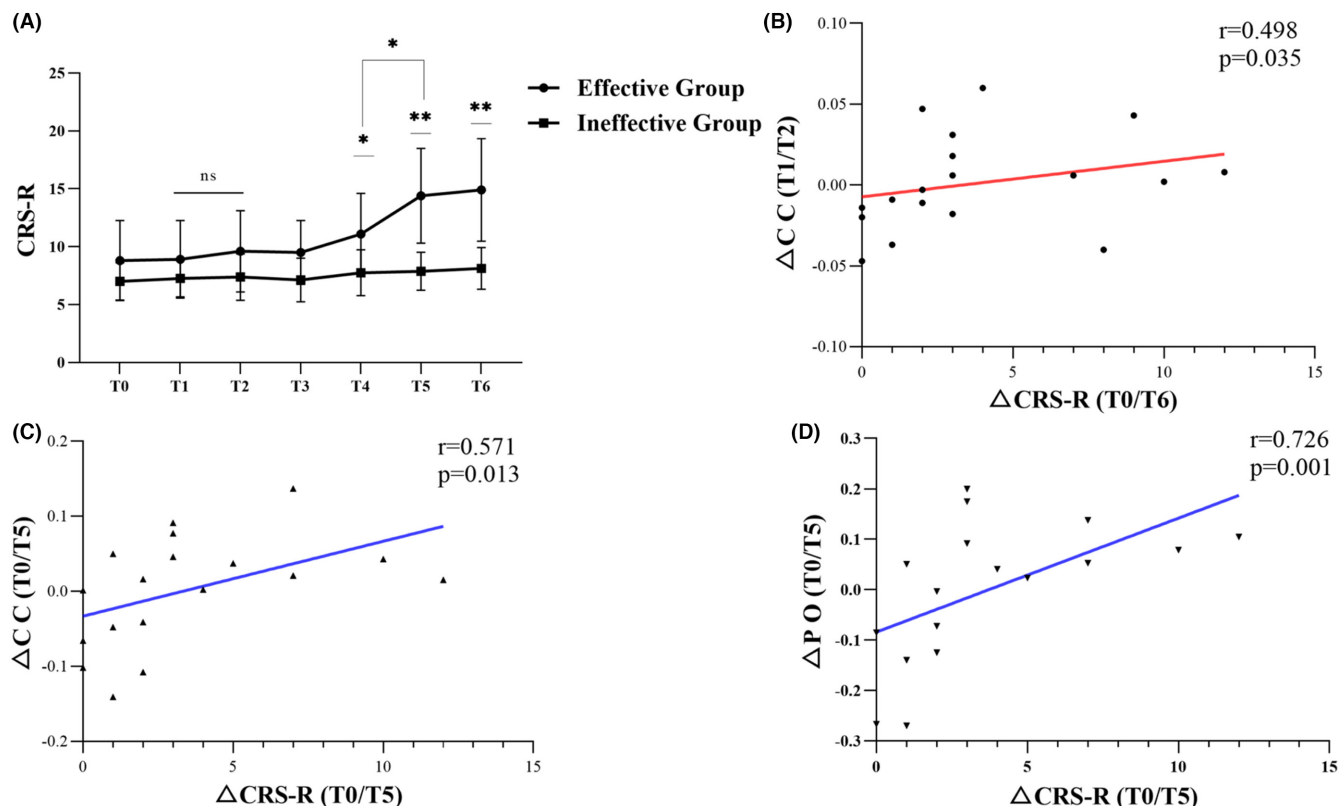 (A)
CRS-R
25
20
15
10
5
0
T0 T1 T2 T3 T4 T5 T6
ns
*
* ** **
Effective Group
Ineffective Group
(B)
r=0.498
p=0.035
△C C (T1/T2)
0.10
0.05
0.00
-0.05
-0.10
0 5 10 15
△CRS-R (T0/T6)
(C)
r=0.571
p=0.013
△C C (T0/T5)
0.2
0.1
0.0
-0.1
-0.2
0 5 10 15
△CRS-R (T0/T5)
(D)
r=0.726
p=0.001
△P O (T0/T5)
0.3
0.2
0.1
0.0
-0.1
-0.2
-0.3
0 5 10 15
△CRS-R (T0/T5)